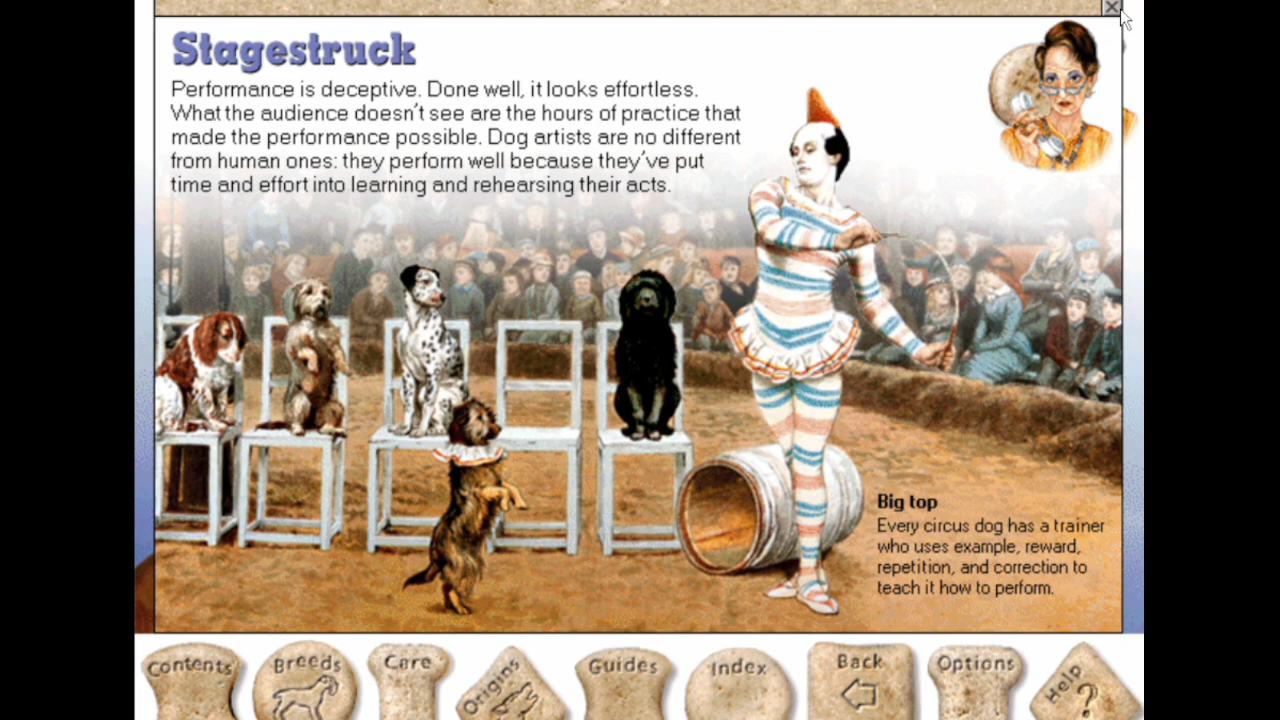 Stagestruck
Performance is deceptive. Done well, it looks effortless.
What the audience doesn't see are the hours of practice that
made the performance possible. Dog artists are no different
from human ones: they perform well because they've put
time and effort into learning and rehearsing their acts.
Big top
Every circus dog has a trainer
who uses example, reward,
repetition, and correction to
teach it how to perform.
Contents
Breeds
Care
Origins
Guides
Index
Back
Options
Help
?